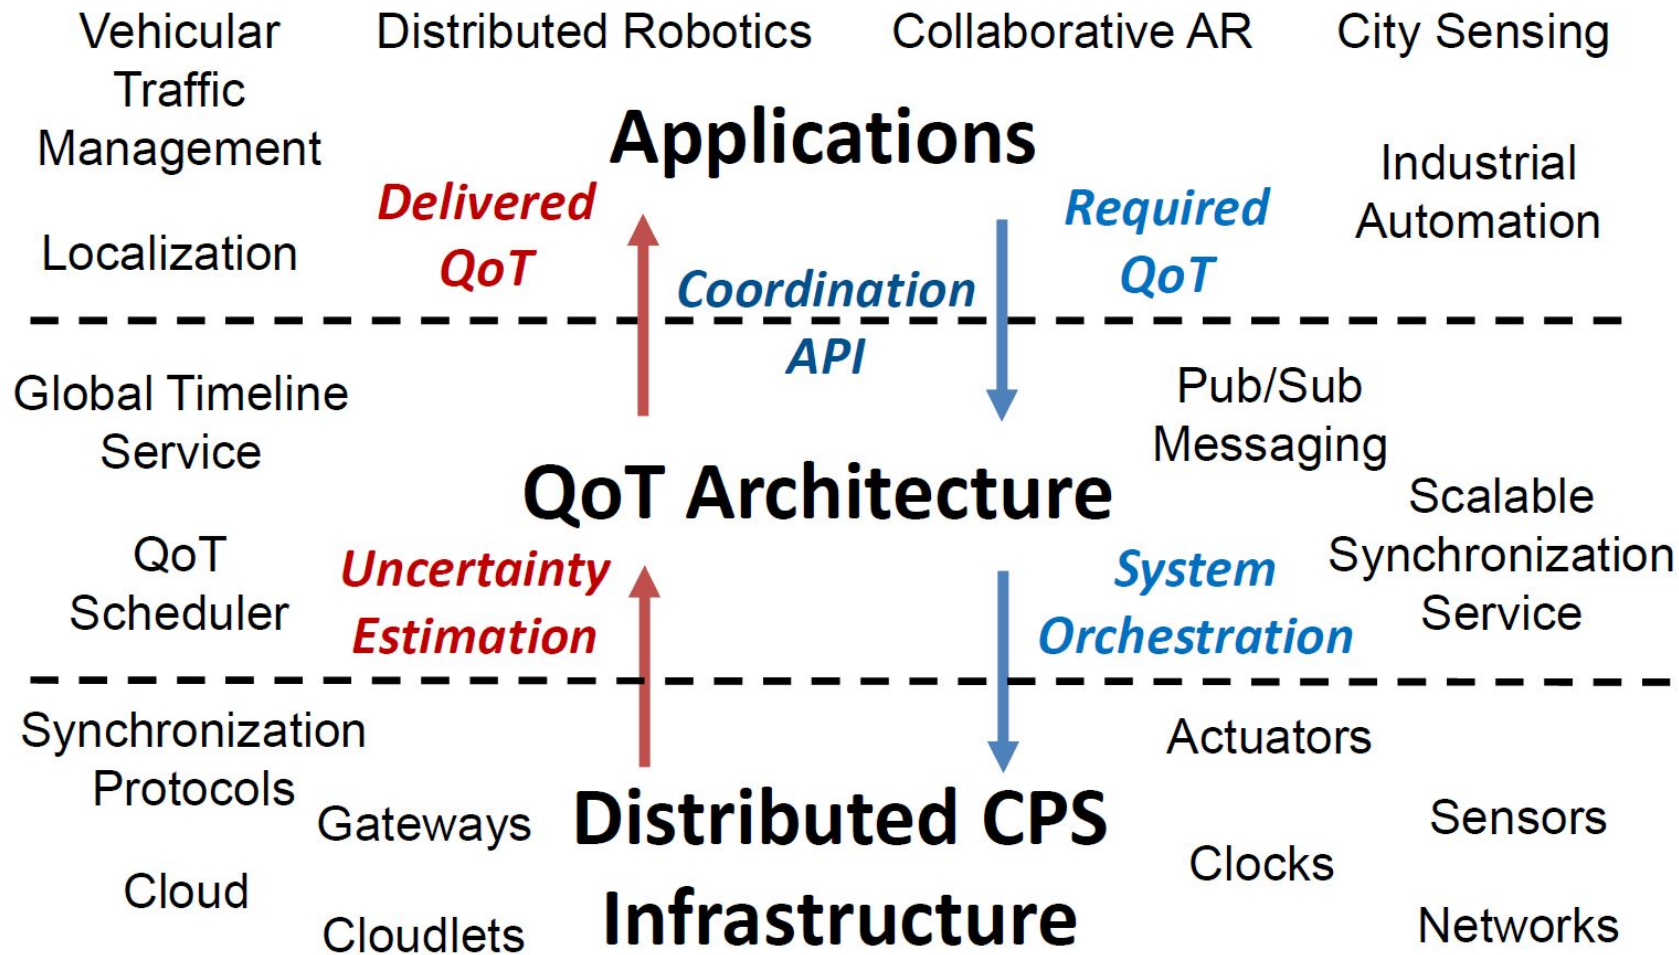 Vehicular
Traffic
Management
Distributed Robotics
Collaborative AR
City Sensing
Applications
Industrial
Automation
Localization
Delivered
QoT
Coordination
API
Required
QoT
Global Timeline
Service
Pub/Sub
Messaging
QoT Architecture
Scalable
Synchronization
Service
QoT
Scheduler
Uncertainty
Estimation
System
Orchestration
Synchronization
Protocols
Actuators
Gateways
Distributed CPS
Infrastructure
Sensors
Clocks
Cloud
Cloudlets
Networks